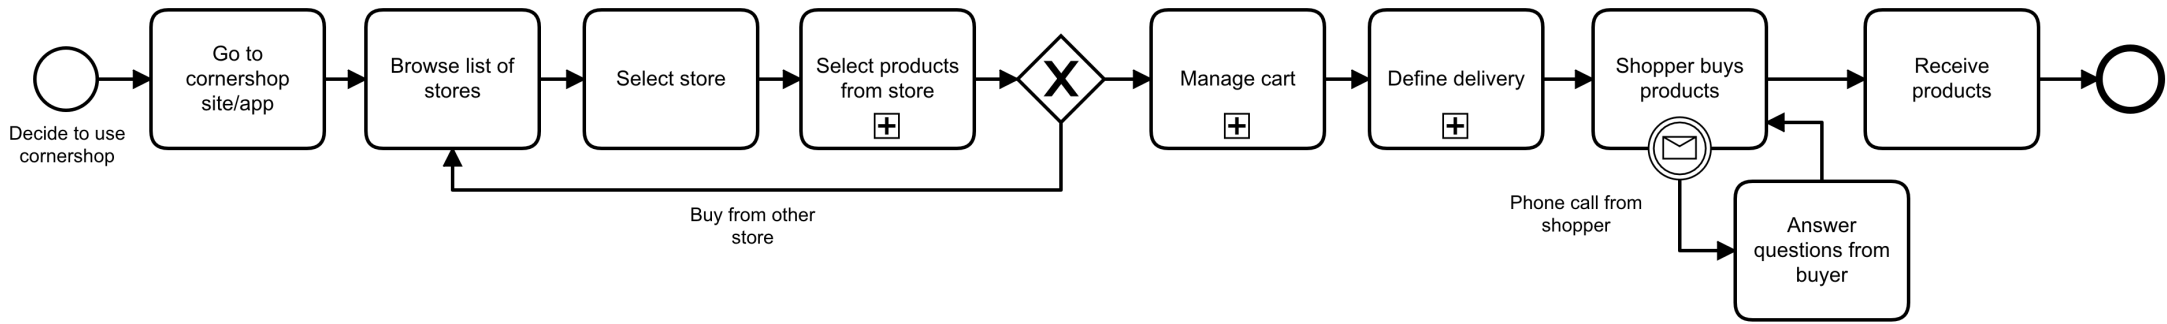 Decide to use
cornershop
Go to
cornershop
site/app
Browse list of
stores
Select store
Select products
from store
X
Buy from other
store
Manage cart
Define delivery
Shopper buys
products
Phone call from
shopper
Answer
questions from
buyer
Receive
products